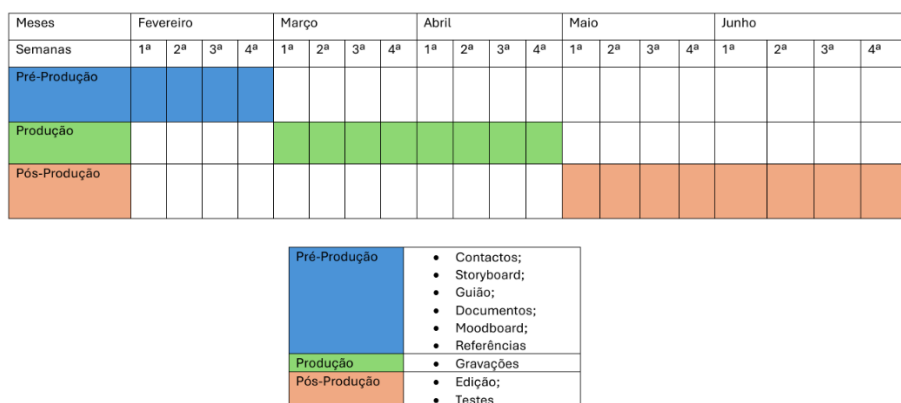 Meses Fevereiro Março Abril Maio Junho
Semanas 1ª 2ª 3ª 4ª 1ª 2ª 3ª 4ª 1ª 2ª 3ª 4ª 1ª 2ª 3ª 4ª 1ª 2ª 3ª 4ª
Pré-Produção
Produção
Pós-Produção
Pré-Produção • Contactos;
• Storyboard;
• Guião;
• Documentos;
• Moodboard;
• Referências
Produção • Gravações
Pós-Produção • Edição;
• Testes